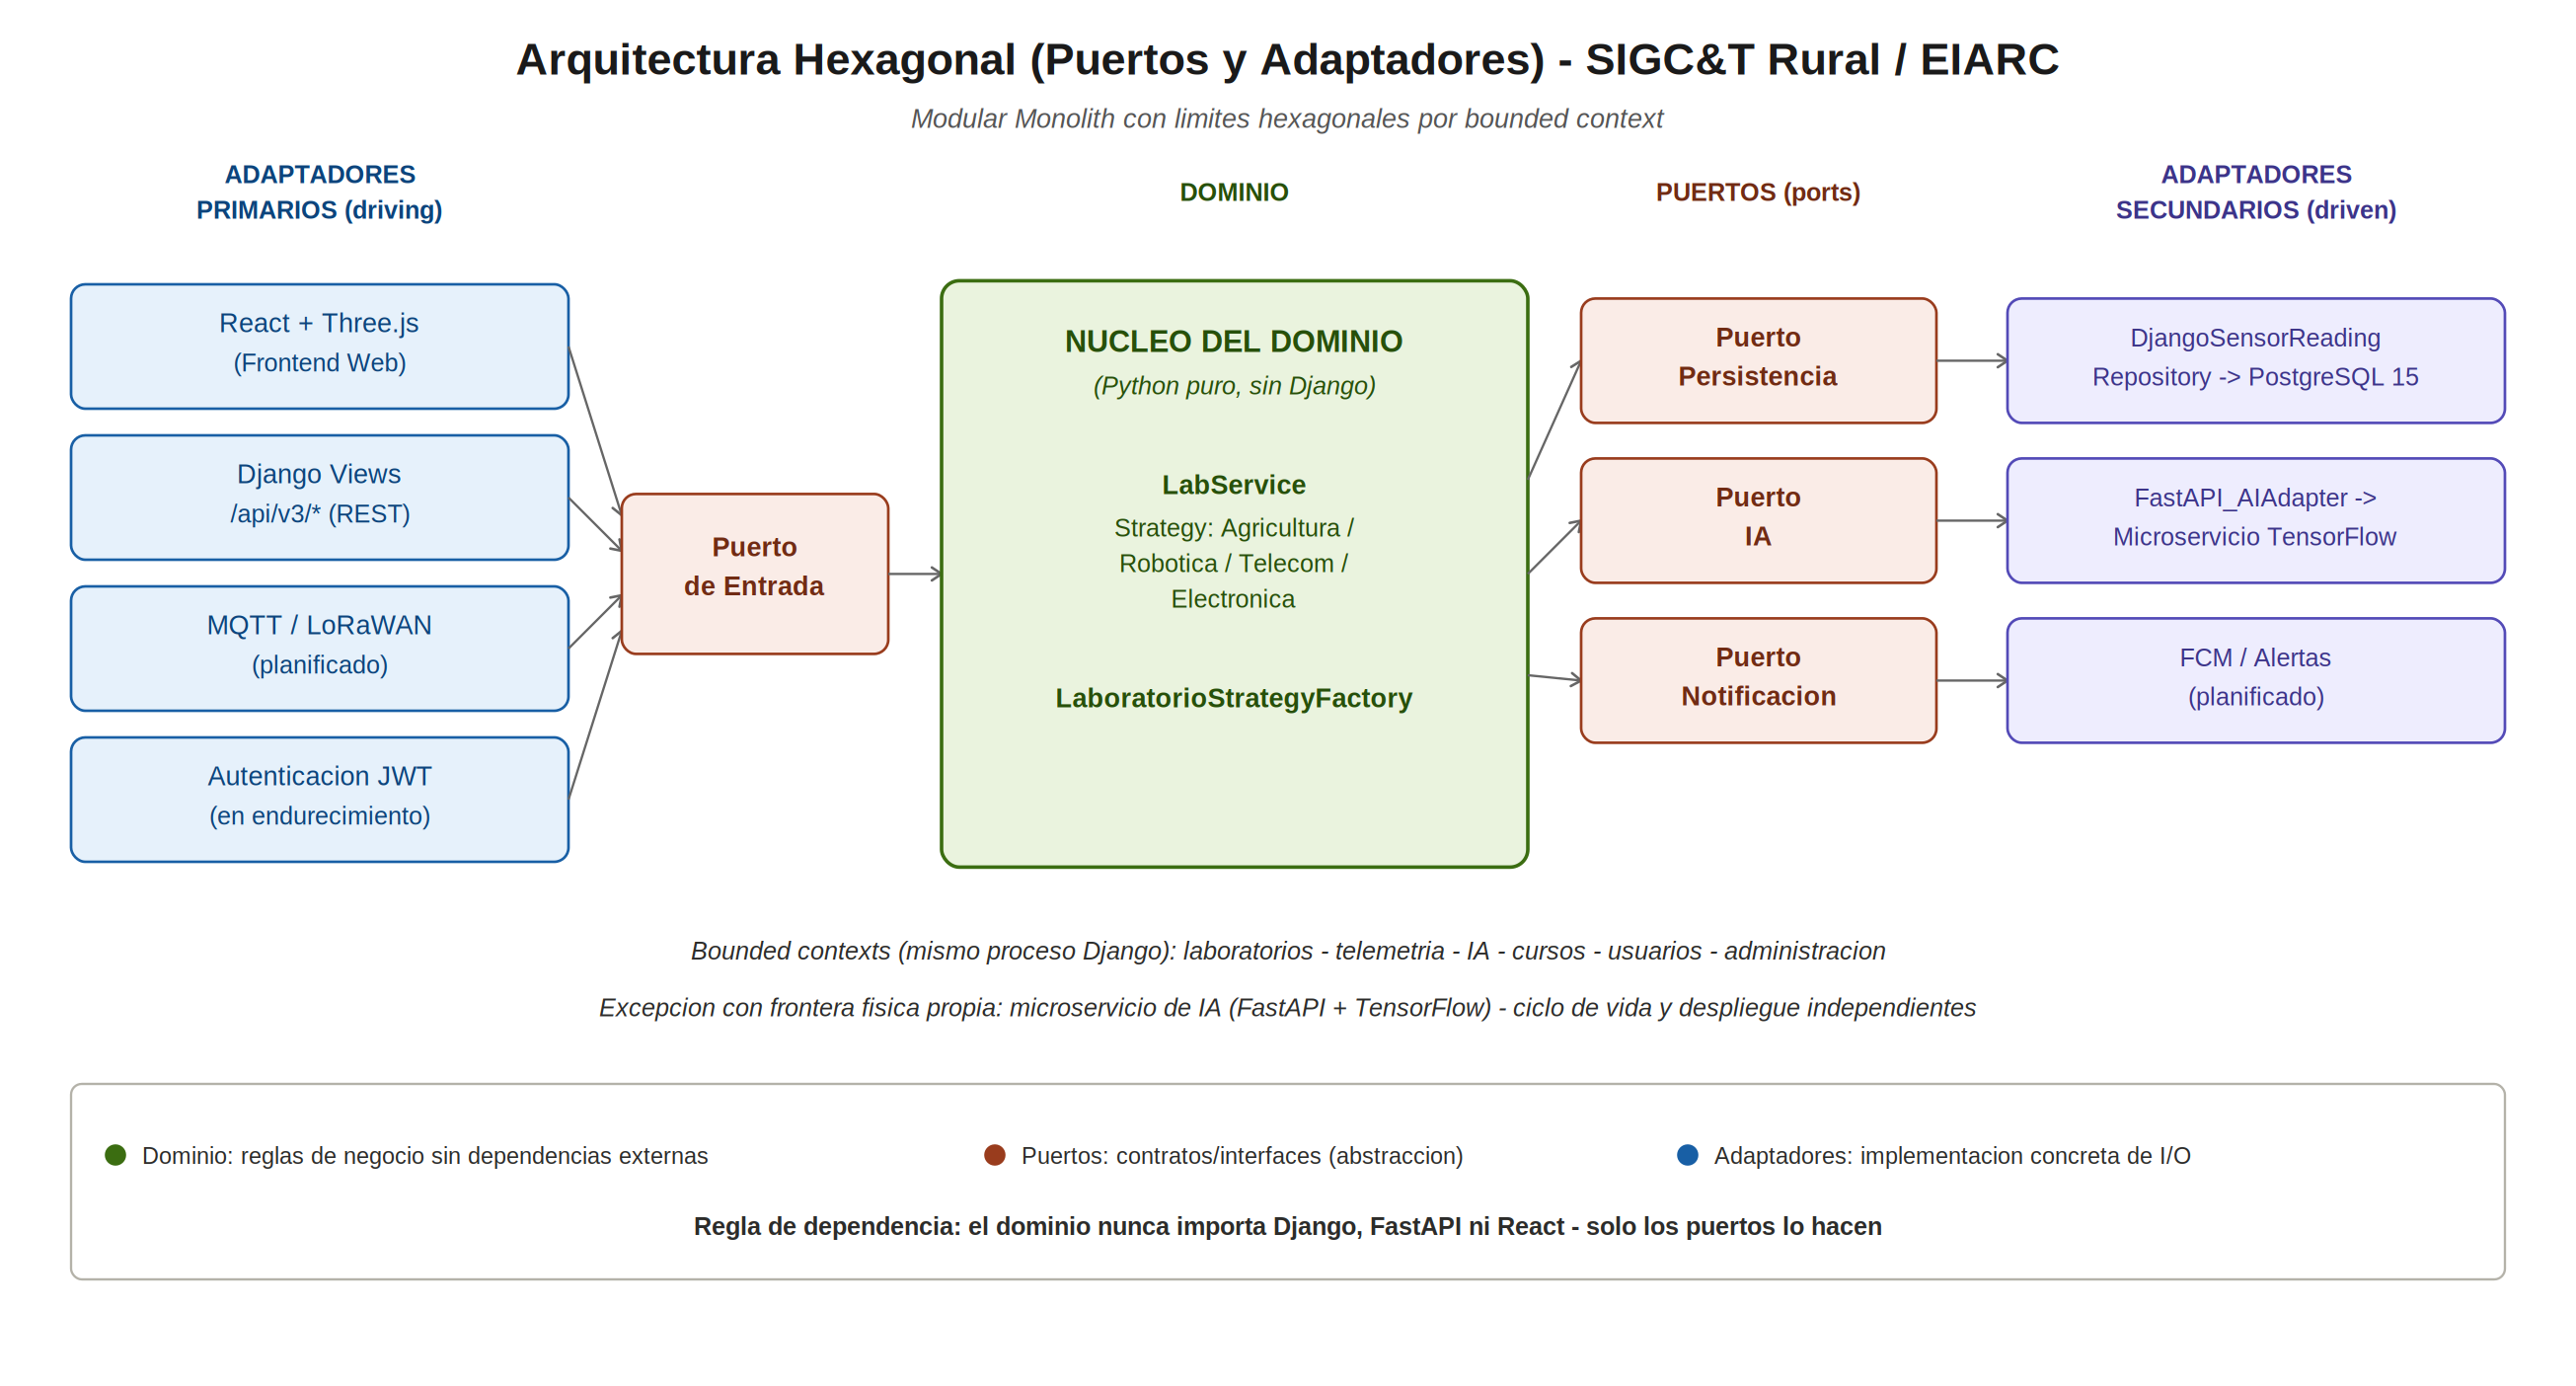 Arquitectura Hexagonal (Puertos y Adaptadores) - SIGC&T Rural / EIARC
Modular Monolith con limites hexagonales por bounded context
ADAPTADORES
PRIMARIOS (driving)
DOMINIO
PUERTOS (ports)
ADAPTADORES
SECUNDARIOS (driven)
React + Three.js
(Frontend Web)
Django Views
/api/v3/* (REST)
MQTT / LoRaWAN
(planificado)
Autenticacion JWT
(en endurecimiento)
Puerto
de Entrada
NUCLEO DEL DOMINIO
(Python puro, sin Django)
LabService
Strategy: Agricultura /
Robotica / Telecom /
Electronica
LaboratorioStrategyFactory
Puerto
Persistencia
Puerto
IA
Puerto
Notificacion
DjangoSensorReading
Repository -> PostgreSQL 15
FastAPI_AIAdapter ->
Microservicio TensorFlow
FCM / Alertas
(planificado)
Bounded contexts (mismo proceso Django): laboratorios - telemetria - IA - cursos - usuarios - administracion
Excepcion con frontera fisica propia: microservicio de IA (FastAPI + TensorFlow) - ciclo de vida y despliegue independientes
Dominio: reglas de negocio sin dependencias externas
Puertos: contratos/interfaces (abstraccion)
Adaptadores: implementacion concreta de I/O
Regla de dependencia: el dominio nunca importa Django, FastAPI ni React - solo los puertos lo hacen